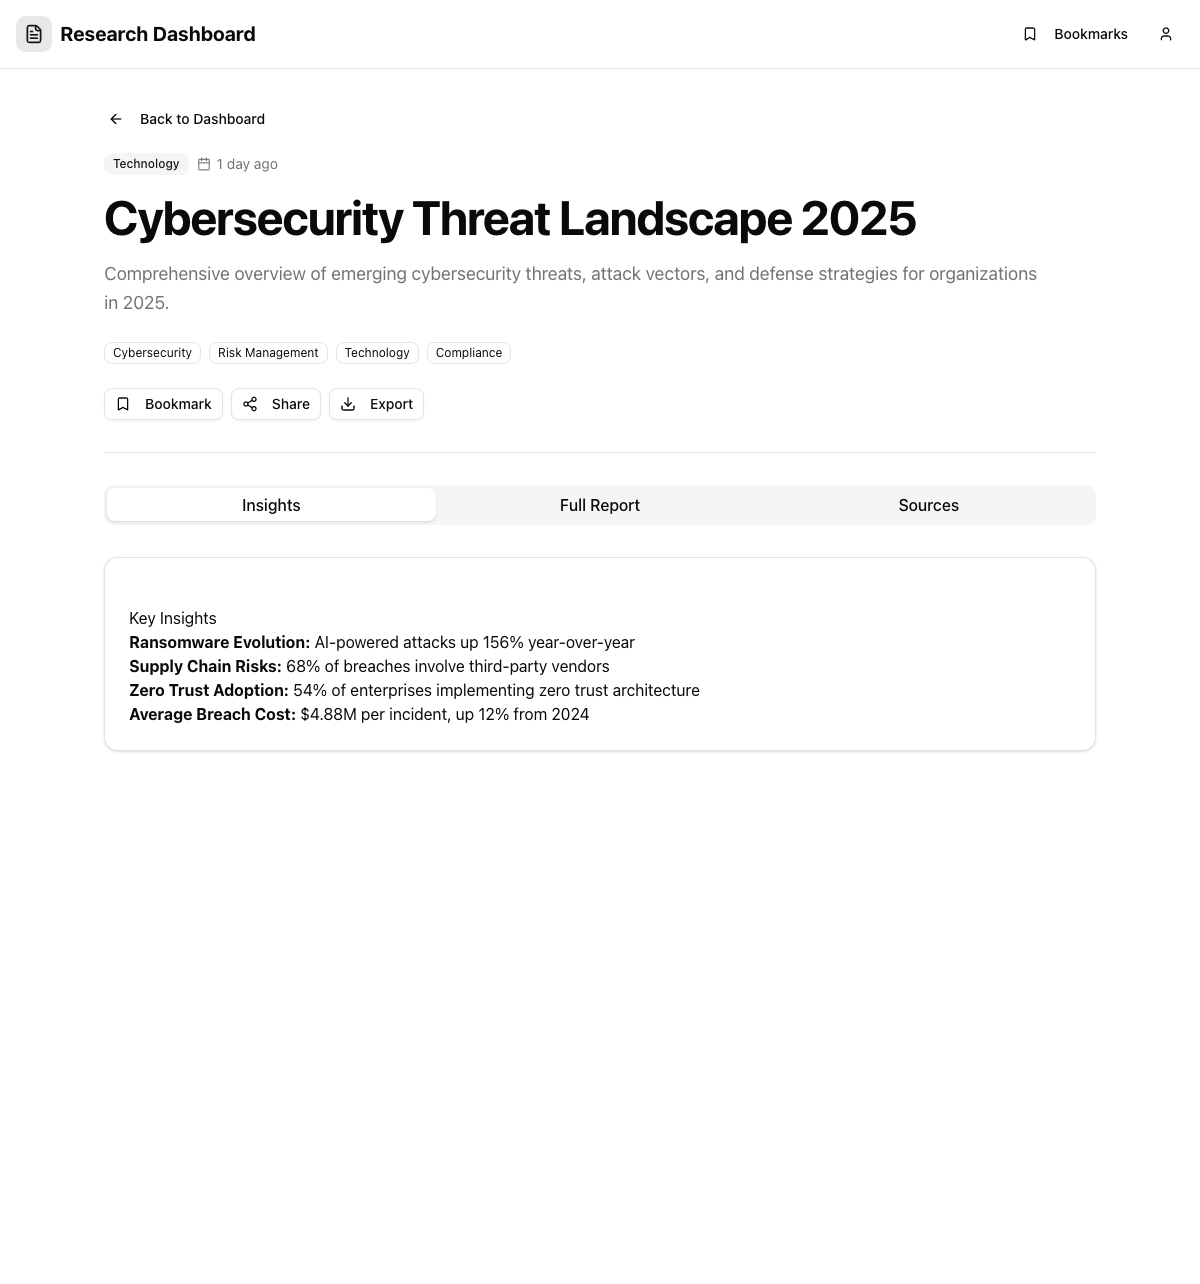 Research Dashboard
Bookmarks
Back to Dashboard
Technology
1 day ago
Cybersecurity Threat Landscape 2025
Comprehensive overview of emerging cybersecurity threats, attack vectors, and defense strategies for organizations
in 2025.
Cybersecurity
Risk Management
Technology
Compliance
Bookmark
Share
Export
Insights
Full Report
Sources
Key Insights
Ransomware Evolution: AI-powered attacks up 156% year-over-year
Supply Chain Risks: 68% of breaches involve third-party vendors
Zero Trust Adoption: 54% of enterprises implementing zero trust architecture
Average Breach Cost: $4.88M per incident, up 12% from 2024